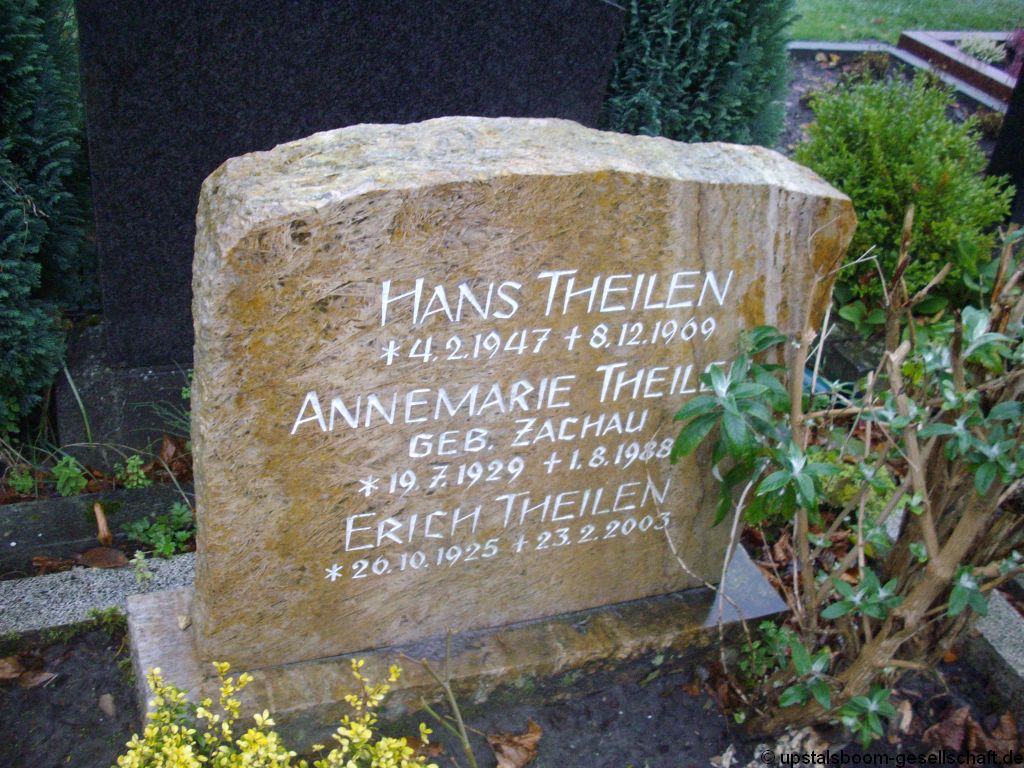 HANS THEILEN
* 4.2.1947 + 8.12.1969
ANNEMARIE
GEB. ZACHAU
* 19.7.1929 + 1.8.1988
ERICH THEILEN
* 26.10.1925 + 23.2.2003
© upstalsboom-gesellschaft.de